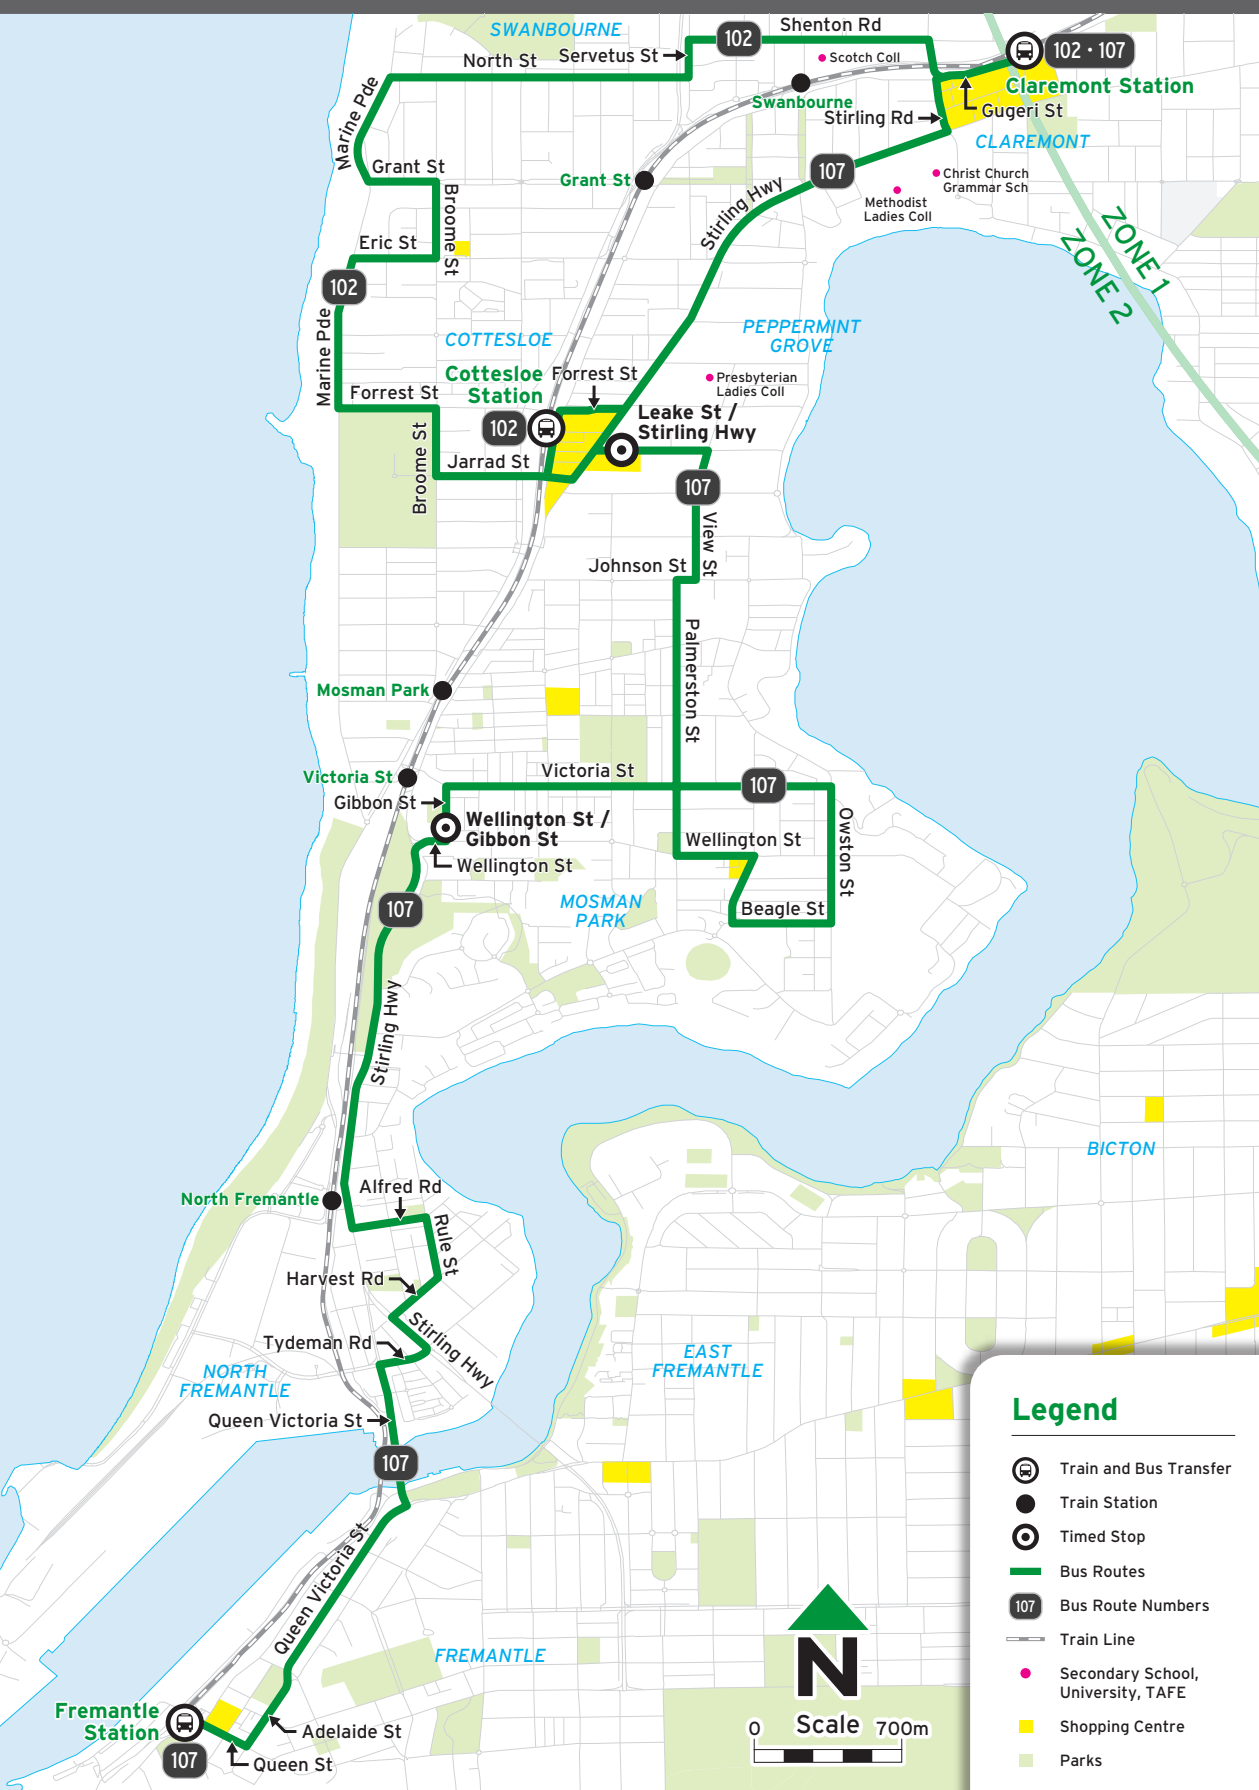 SWANBOURNE
Shenton Rd
102
102 · 107
North St
Servetus St
Scotch Coll
Claremont Station
Swanbourne
Gugeri St
Stirling Rd
CLAREMONT
Marine Pde
Grant St
Grant St
107
Christ Church
Grammar Sch
Methodist
Ladies Coll
Broome St
Stirling Hwy
Eric St
ZONE 1
ZONE 2
102
Marine Pde
COTTESLOE
PEPPERMINT
GROVE
Cottesloe
Station
Forrest St
Presbyterian
Ladies Coll
Forrest St
Leake St /
Stirling Hwy
102
Broome St
Jarrad St
107
View St
Johnson St
Palmerston St
Mosman Park
Victoria St
Victoria St
107
Gibbon St
Wellington St /
Gibbon St
Owston St
Wellington St
Wellington St
MOSMAN
PARK
107
Beagle St
Stirling Hwy
BICTON
Alfred Rd
North Fremantle
Rule St
Harvest Rd
Stirling Hwy
Tydeman Rd
NORTH
FREMANTLE
EAST
FREMANTLE
Queen Victoria St
107
Queen Victoria St
FREMANTLE
Fremantle
Station
107
Adelaide St
Queen St
N
0 Scale 700m
Legend
Train and Bus Transfer
Train Station
Timed Stop
Bus Routes
107 Bus Route Numbers
Train Line
Secondary School,
University, TAFE
Shopping Centre
Parks